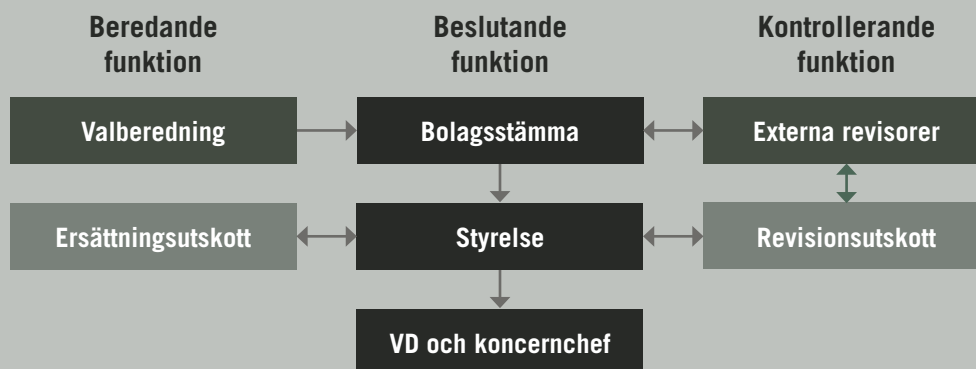 Beredande
funktion
Beslutande
funktion
Kontrollerande
funktion
Valberedning
Bolagsstämma
Externa revisorer
Ersättningsutskott
Styrelse
Revisionsutskott
VD och koncernchef